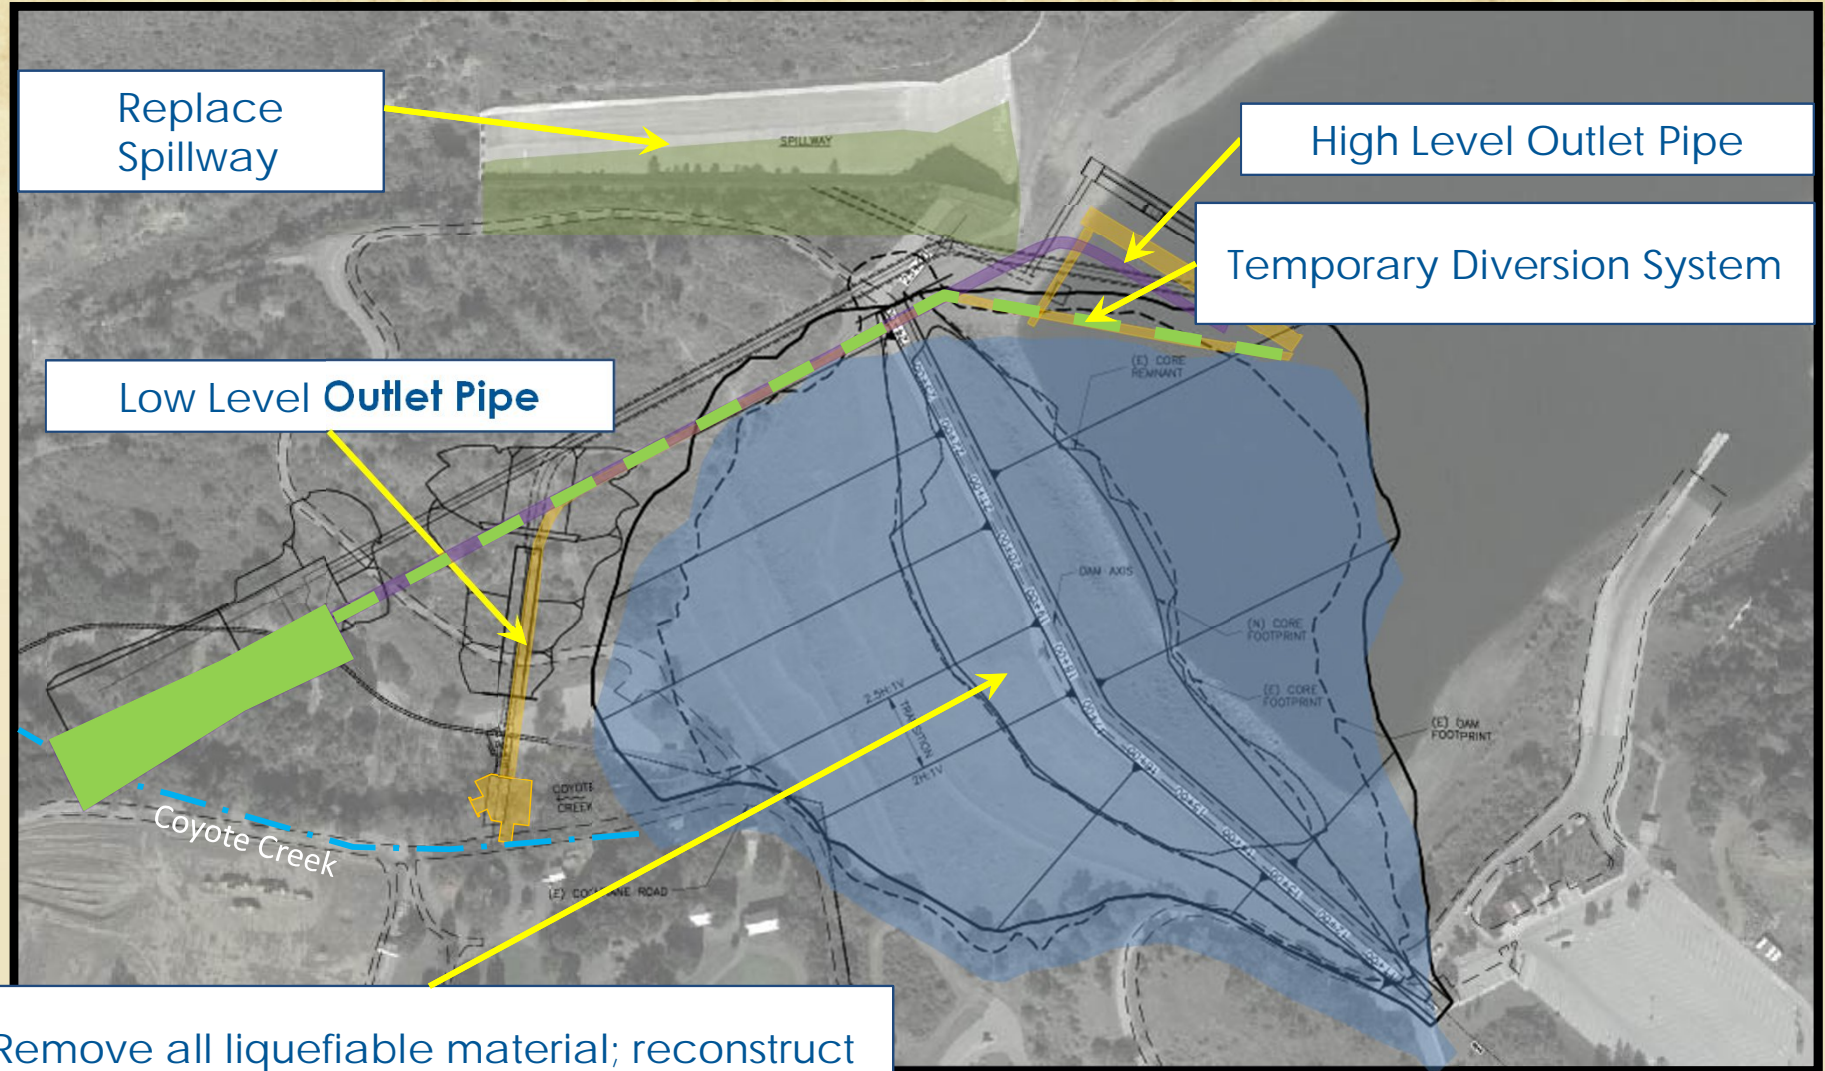 Replace
Spillway
SPILLWAY
High Level Outlet Pipe
Temporary Diversion System
Low Level Outlet Pipe
(E) CORE
REMNANT
DAM AXIS
(N) CORE
FOOTPRINT
(E) CORE
FOOTPRINT
(E) DAM
FOOTPRINT
2.5H:1V
TRANSITION
2H:1V
COYOTE
CREEK
Coyote Creek
(E) COCHRANE ROAD
Remove all liquefiable material; reconstruct